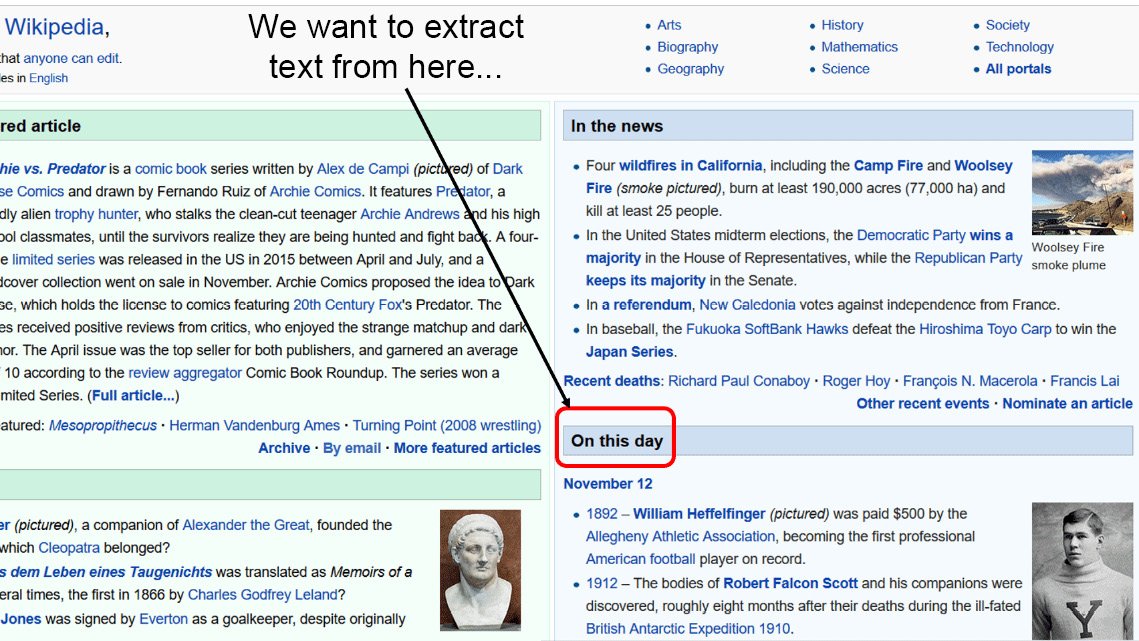 Wikipedia,
that anyone can edit.
les in English
We want to extract
text from here...
Arts
Biography
Geography
History
Mathematics
Science
Society
Technology
All portals
red article
hie vs. Predator is a comic book series written by Alex de Campi (pictured) of Dark
se Comics and drawn by Fernando Ruiz of Archie Comics. It features Predator, a
dly alien trophy hunter, who stalks the clean-cut teenager Archie Andrews and his high
ool classmates, until the survivors realize they are being hunted and fight back. A four-
e limited series was released in the US in 2015 between April and July, and a
dcover collection went on sale in November. Archie Comics proposed the idea to Dark
se, which holds the license to comics featuring 20th Century Fox's Predator. The
es received positive reviews from critics, who enjoyed the strange matchup and dark
or. The April issue was the top seller for both publishers, and garnered an average
10 according to the review aggregator Comic Book Roundup. The series won a
mited Series. (Full article...)
atured: Mesopropithecus · Herman Vandenburg Ames · Turning Point (2008 wrestling)
Archive · By email · More featured articles
er (pictured), a companion of Alexander the Great, founded the
which Cleopatra belonged?
s dem Leben eines Taugenichts was translated as Memoirs of a
eral times, the first in 1866 by Charles Godfrey Leland?
Jones was signed by Everton as a goalkeeper, despite originally
In the news
Four wildfires in California, including the Camp Fire and Woolsey
Fire (smoke pictured), burn at least 190,000 acres (77,000 ha) and
kill at least 25 people.
In the United States midterm elections, the Democratic Party wins a
majority in the House of Representatives, while the Republican Party
keeps its majority in the Senate.
In a referendum, New Caledonia votes against independence from France.
In baseball, the Fukuoka SoftBank Hawks defeat the Hiroshima Toyo Carp to win the
Japan Series.
Woolsey Fire
smoke plume
Recent deaths: Richard Paul Conaboy · Roger Hoy · François N. Macerola · Francis Lai
Other recent events · Nominate an article
On this day
November 12
1892 – William Heffelfinger (pictured) was paid $500 by the
Allegheny Athletic Association, becoming the first professional
American football player on record.
1912 – The bodies of Robert Falcon Scott and his companions were
discovered, roughly eight months after their deaths during the ill-fated
British Antarctic Expedition 1910.
Y